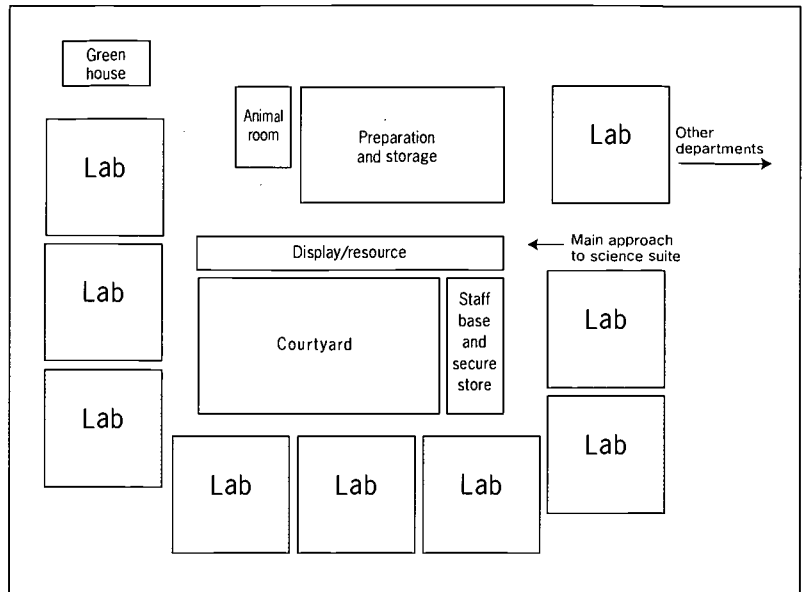 Green
house
Animal
room
Preparation
and storage
Lab
Other
departments
Lab
Display/resource
Main approach
to science suite
Lab
Courtyard
Staff
base
and
secure
store
Lab
Lab
Lab
Lab
Lab
Lab